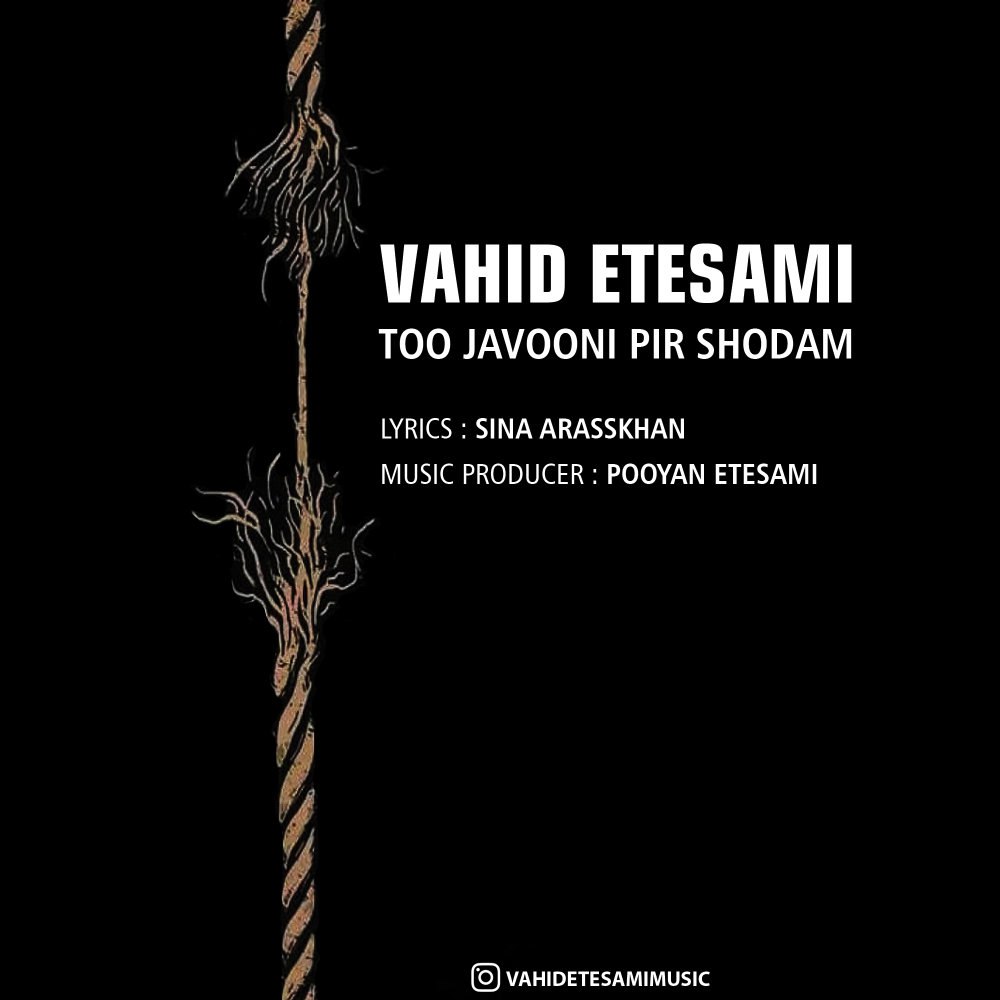 VAHID ETESAMI
TOO JAVOONI PIR SHODAM
LYRICS : SINA ARASSKHAN
MUSIC PRODUCER : POOYAN ETESAMI
VAHIDETESAMIMUSIC